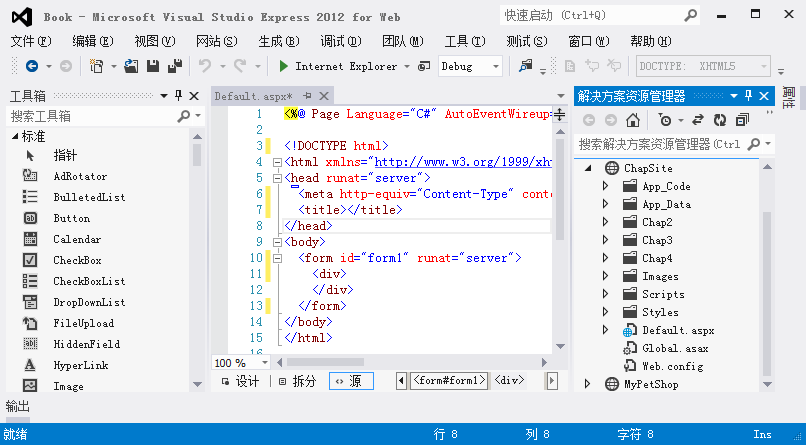 Book - Microsoft Visual Studio Express 2012 for Web
快速启动 (Ctrl+Q)
文件(F) 编辑(E) 视图(V) 网站(S) 生成(B) 调试(D) 团队(M) 工具(T) 测试(S) 窗口(W) 帮助(H)
Internet Explorer Debug DOCTYPE: XHTML5
工具箱
搜索工具箱
标准
指针
AdRotator
BulletedList
Button
Calendar
CheckBox
CheckBoxList
DropDownList
FileUpload
HiddenField
HyperLink
Image
Default.aspx*
1 <%@ Page Language="C#" AutoEventWireup=
2
3 <!DOCTYPE html>
4 <html xmlns="http://www.w3.org/1999/xht
5 <head runat="server">
6 <meta http-equiv="Content-Type" conte
7 <title></title>
8 </head>
9 <body>
10 <form id="form1" runat="server">
11 <div>
12 </div>
13 </form>
14 </body>
15 </html>
16
100 %
设计 拆分 源 <form#form1> <div>
解决方案资源管理器
搜索解决方案资源管理器(Ctrl
ChapSite
App_Code
App_Data
Chap2
Chap3
Chap4
Images
Scripts
Styles
Default.aspx
Global.asax
Web.config
MyPetShop
属性
输出
就绪 行 8 列 8 字符 8 Ins